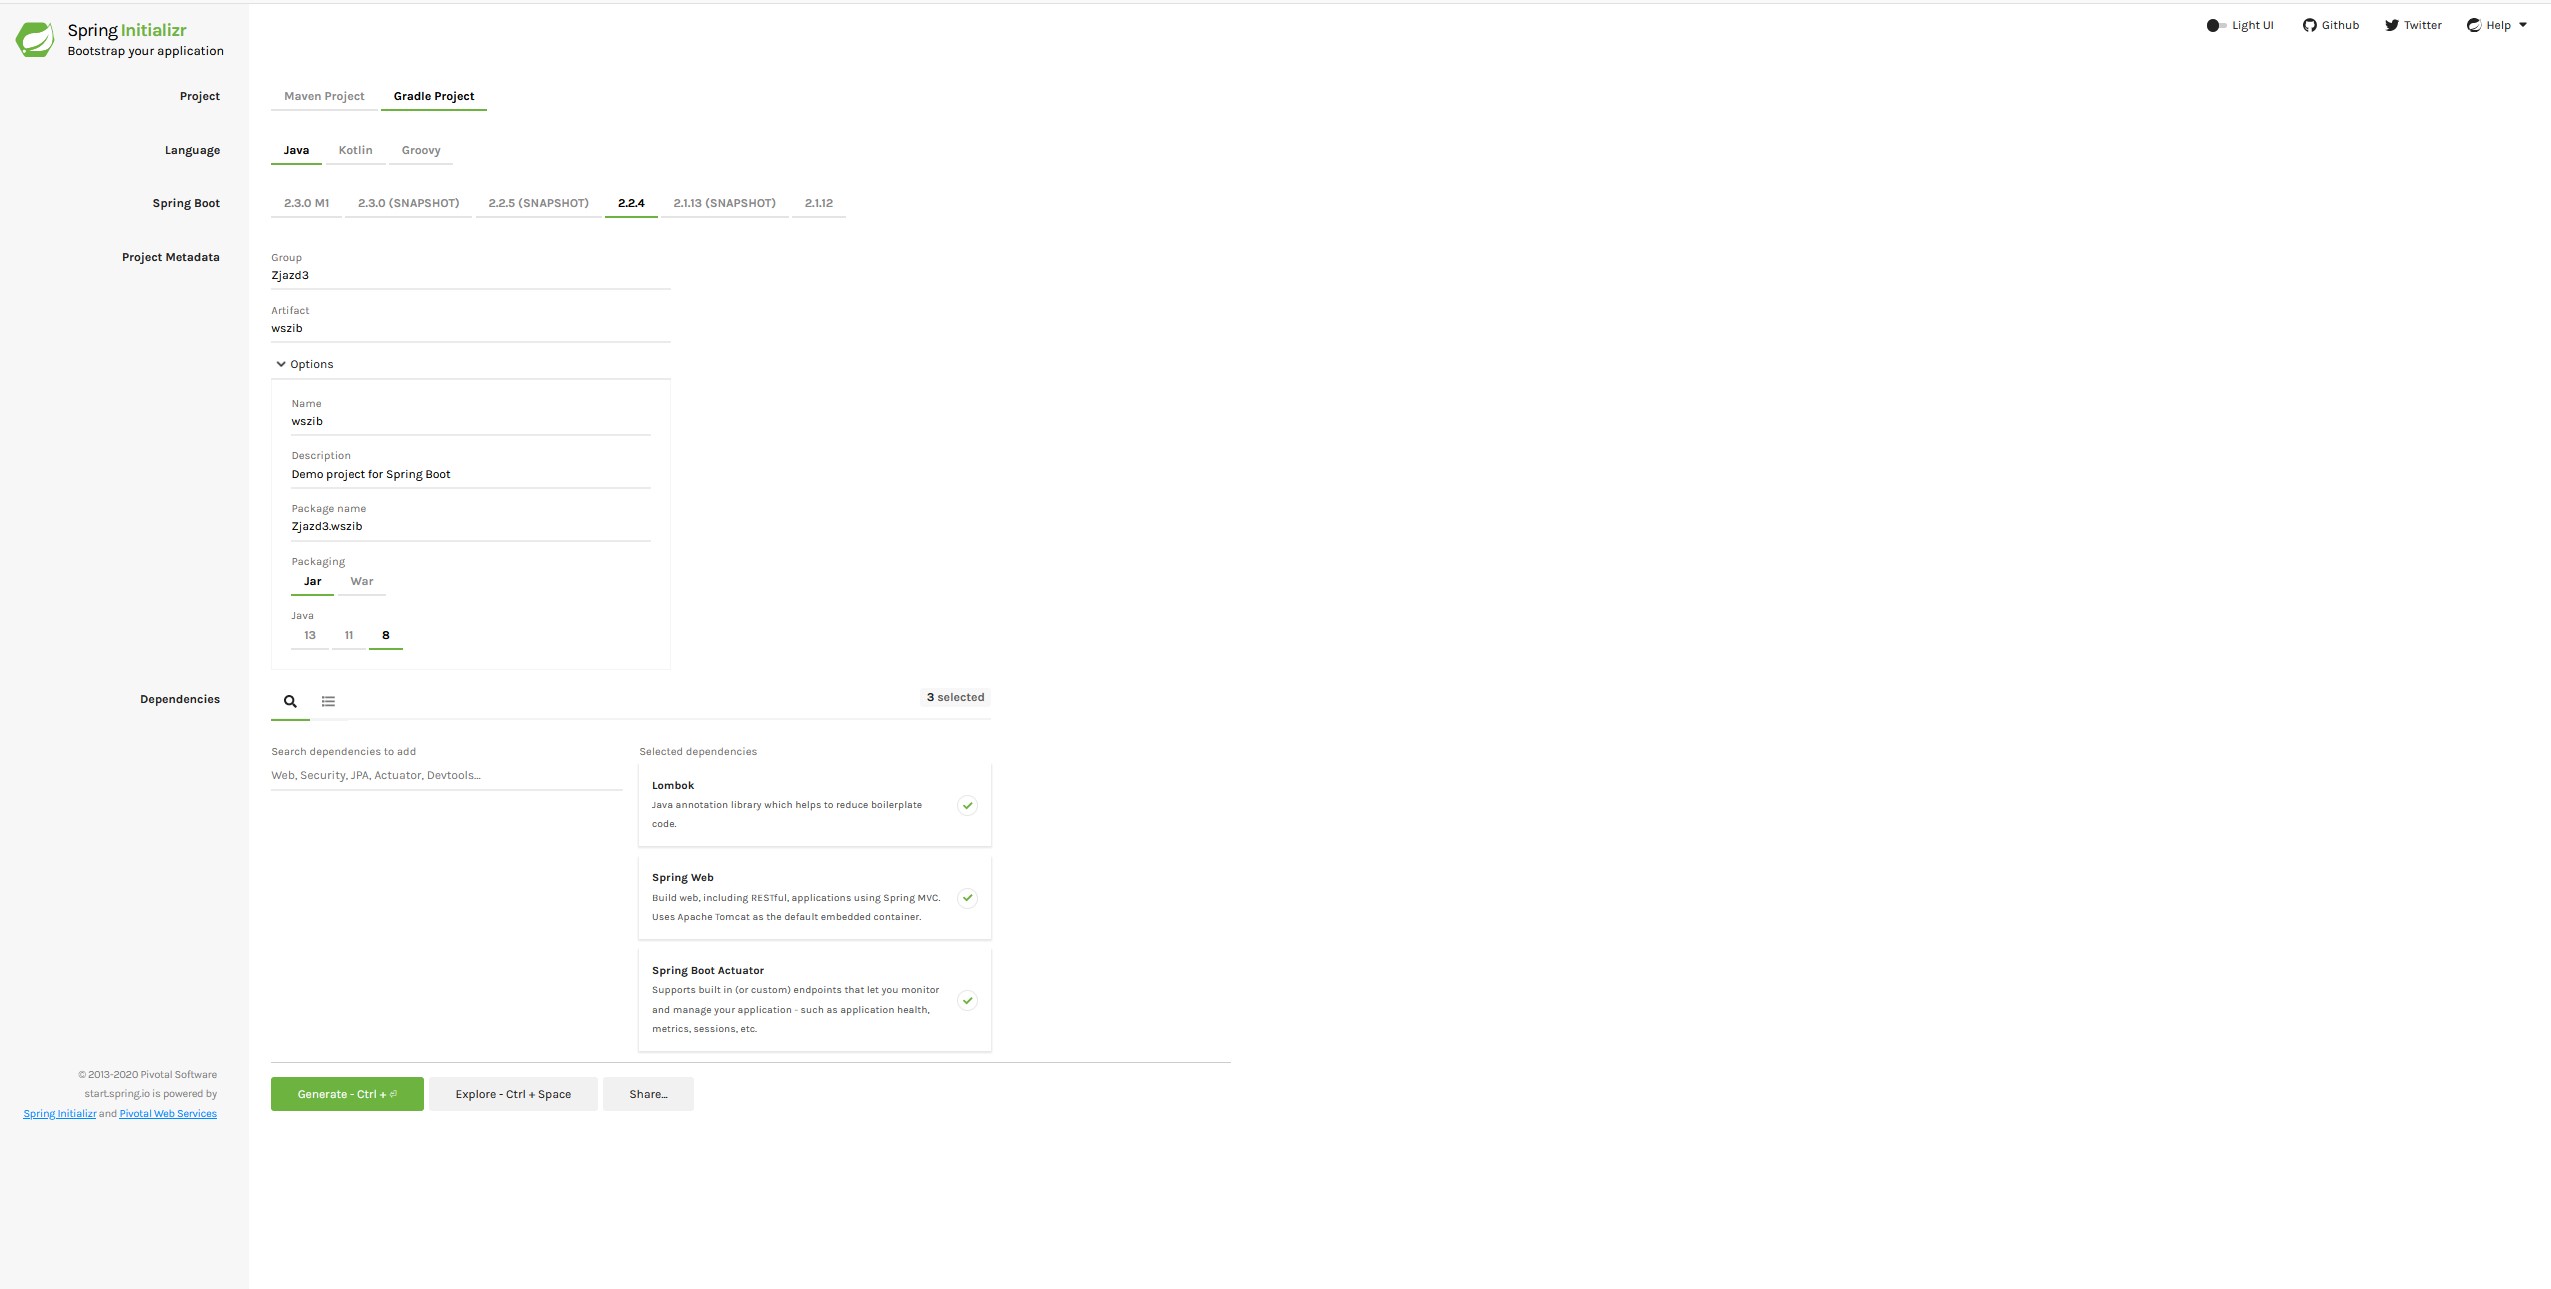 Spring Initializr
Bootstrap your application
Light UI
Github
Twitter
Help
Project
Maven Project
Gradle Project
Language
Java
Kotlin
Groovy
Spring Boot
2.3.0 M1
2.3.0 (SNAPSHOT)
2.2.5 (SNAPSHOT)
2.2.4
2.1.13 (SNAPSHOT)
2.1.12
Project Metadata
Group
Zjazd3
Artifact
wszib
Options
Name
wszib
Description
Demo project for Spring Boot
Package name
Zjazd3.wszib
Packaging
Jar
War
Java
13
11
8
Dependencies
3 selected
Search dependencies to add
Web, Security, JPA, Actuator, Devtools...
Selected dependencies
Lombok
Java annotation library which helps to reduce boilerplate
code.
Spring Web
Build web, including RESTful, applications using Spring MVC.
Uses Apache Tomcat as the default embedded container.
Spring Boot Actuator
Supports built in (or custom) endpoints that let you monitor
and manage your application - such as application health,
metrics, sessions, etc.
© 2013-2020 Pivotal Software
start.spring.io is powered by
Spring Initializr and Pivotal Web Services
Generate - Ctrl + ⏎
Explore - Ctrl + Space
Share...